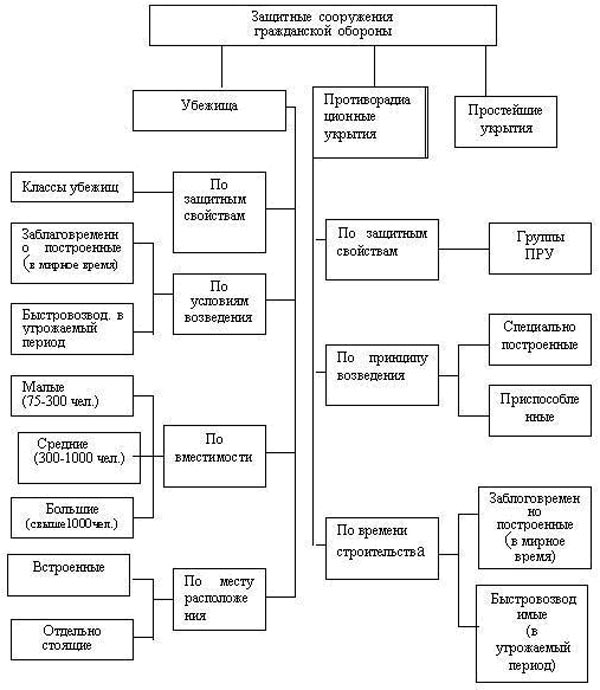 Защитные сооружения
гражданской обороны
Убежища
Противорадиа
ционные
укрытия
Простейшие
укрытия
Классы убежищ
По
защитным
свойствам
Заблаговременн
о построенные
(в мирное время)
Быстровозвод. в
угрожаемый
период
По
условиям
возведения
Малые
(75-300 чел.)
Средние
(300-1000 чел.)
Большие
(свыше1000чел.)
По
вместимости
Встроенные
Отдельно
стоящие
По месту
расположе
ния
По защитным
свойствам
Группы
ПРУ
По принципу
возведения
Специально
построенные
Приспособле
нные
По времени
строительства
Заблоговремен
но
построенные
(в мирное
время)
Быстровозвод
имые
(в
угрожаемый
период)